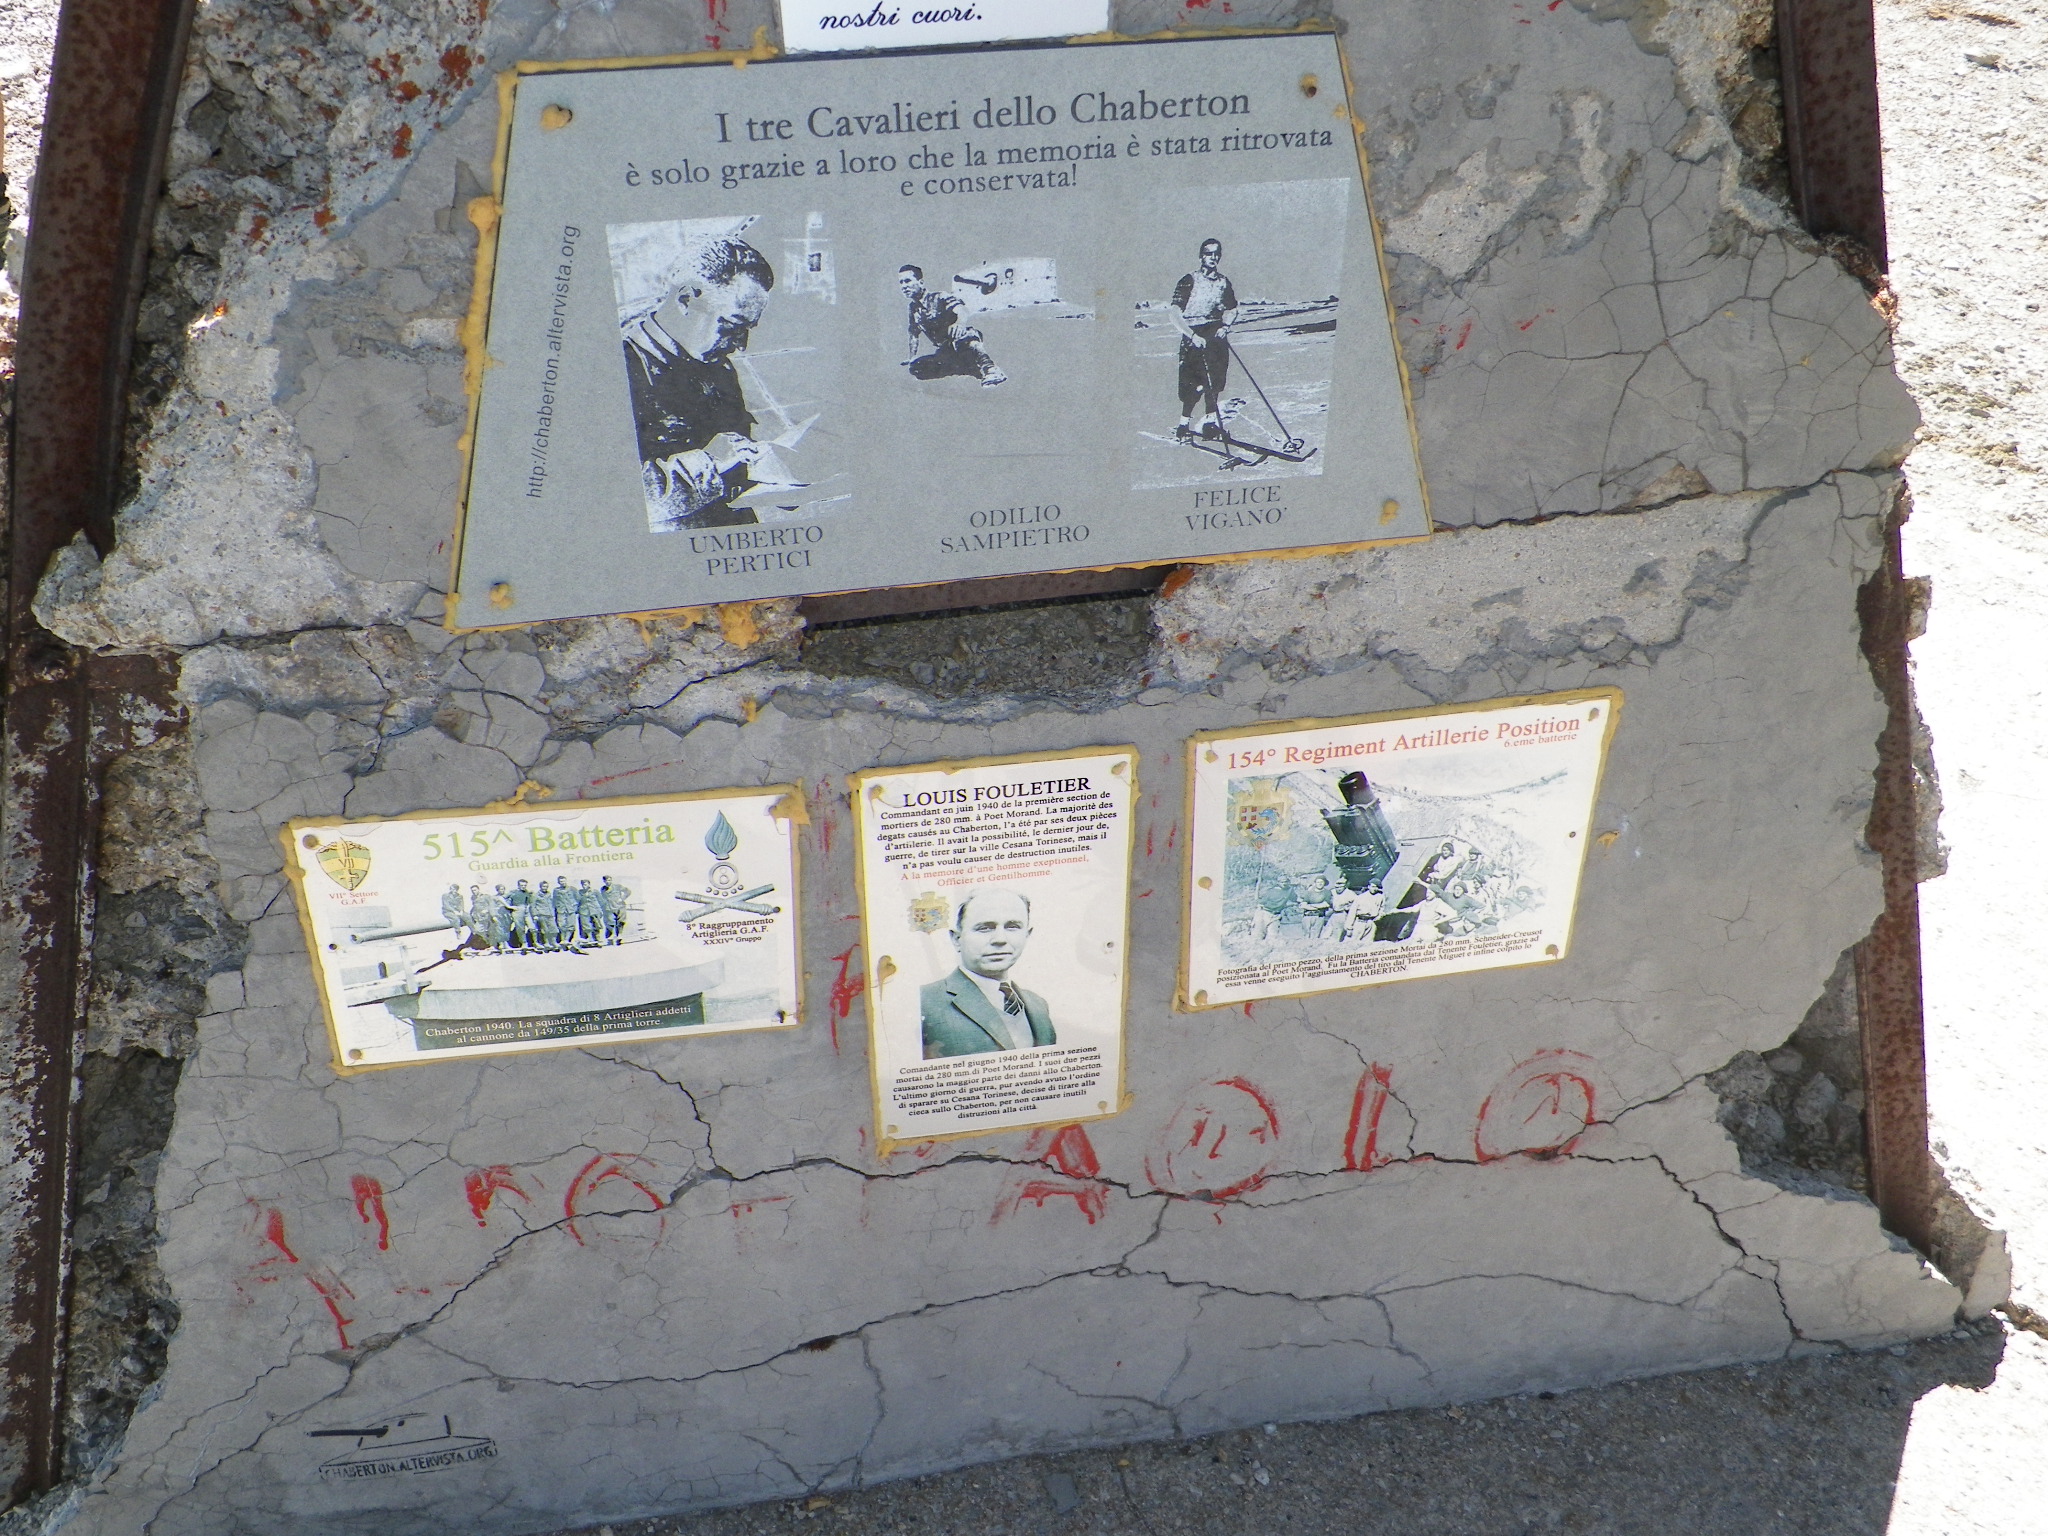 nostri cuori.
I tre Cavalieri dello Chaberton
è solo grazie a loro che la memoria è stata ritrovata
e conservata!
http://chaberton.altervista.org
UMBERTO
PERTICI
ODILIO
SAMPIETRO
FELICE
VIGANO'
515^ Batteria
Guardia alla Frontiera
VII° Settore
G.A.F.
8° Raggruppamento
Artiglieria G.A.F.
XXXIV° Gruppo
Chaberton 1940. La squadra di 8 Artiglieri addetti
al cannone da 149/35 della prima torre.
LOUIS FOULETIER
Commandant en juin 1940 de la première section de
mortiers de 280 mm. à Poet Morand. La majorité des
degats causés au Chaberton, l'a été par ses deux pièces
d'artilerie. Il avait la possibilité, le dernier jour de,
guerre, de tirer sur la ville Cesana Torinese, mais il
n'a pas voulu causer de destruction inutiles.
A la memoire d'une homme exeptionnel,
Officier et Gentilhomme.
Comandante nel giugno 1940 della prima sezione
mortai da 280 mm. di Poet Morand. I suoi due pezzi
causarono la maggior parte dei danni allo Chaberton.
L'ultimo giorno di guerra, pur avendo avuto l'ordine
di sparare su Cesana Torinese, decise di tirare alla
cieca sullo Chaberton, per non causare inutili
distruzioni alla città.
154° Regiment Artillerie Position
6.eme batterie
Fotografia del primo pezzo, della prima sezione Mortai da 280 mm. Schneider-Creusot
posizionata al Poet Morand. Fu la Batteria comandata dal Tenente Fouletier, grazie ad
essa venne eseguito l'aggiustamento del tiro dal Tenente Miguet e infine colpito lo
CHABERTON.
CHABERTON.ALTERVISTA.ORG